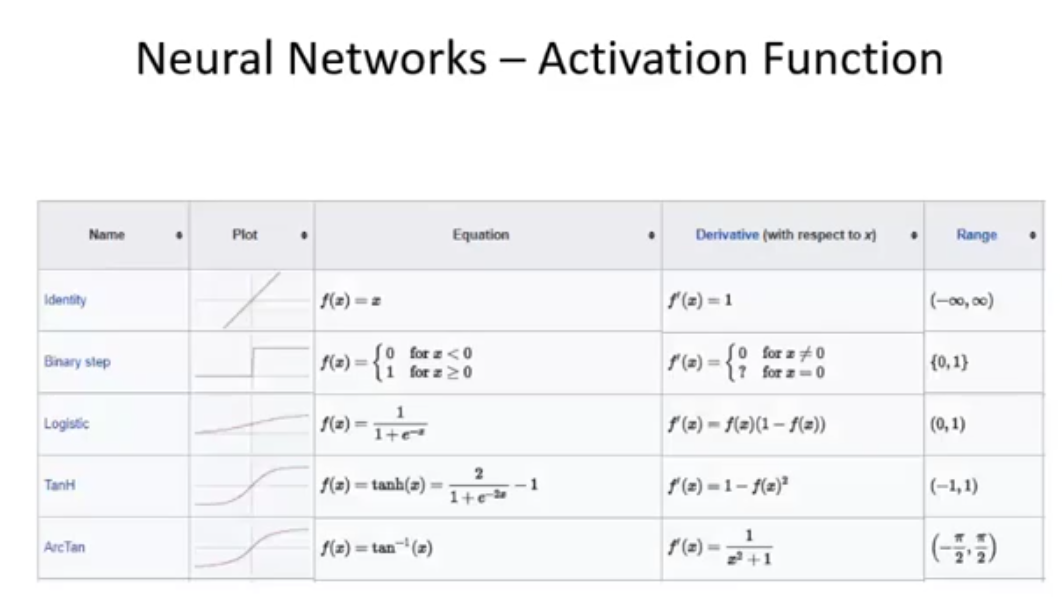 Neural Networks – Activation Function
Name Plot Equation Derivative (with respect to x) Range
Identity f(x) = x f′(x) = 1 (−∞, ∞)
Binary step f(x) = { 0 for x < 0 f′(x) = { 0 for x ≠ 0 {0, 1}
1 for x ≥ 0 ? for x = 0
Logistic f(x) = 1 / (1 + e^−x) f′(x) = f(x)(1 − f(x)) (0, 1)
TanH f(x) = tanh(x) = 2 / (1 + e^−2x) − 1 f′(x) = 1 − f(x)² (−1, 1)
ArcTan f(x) = tan⁻¹(x) f′(x) = 1 / (x² + 1) (−π/2, π/2)